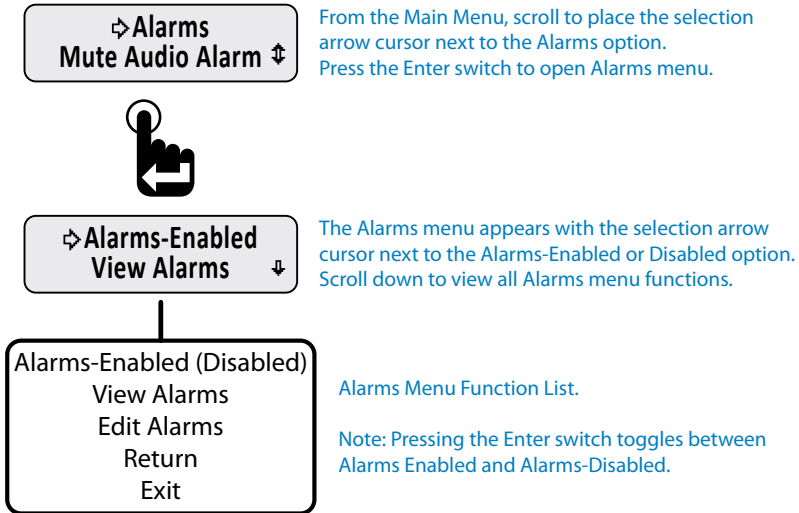 Alarms
Mute Audio Alarm
From the Main Menu, scroll to place the selection
arrow cursor next to the Alarms option.
Press the Enter switch to open Alarms menu.
Alarms-Enabled
View Alarms
The Alarms menu appears with the selection arrow
cursor next to the Alarms-Enabled or Disabled option.
Scroll down to view all Alarms menu functions.
Alarms-Enabled (Disabled)
View Alarms
Edit Alarms
Return
Exit
Alarms Menu Function List.
Note: Pressing the Enter switch toggles between
Alarms Enabled and Alarms-Disabled.